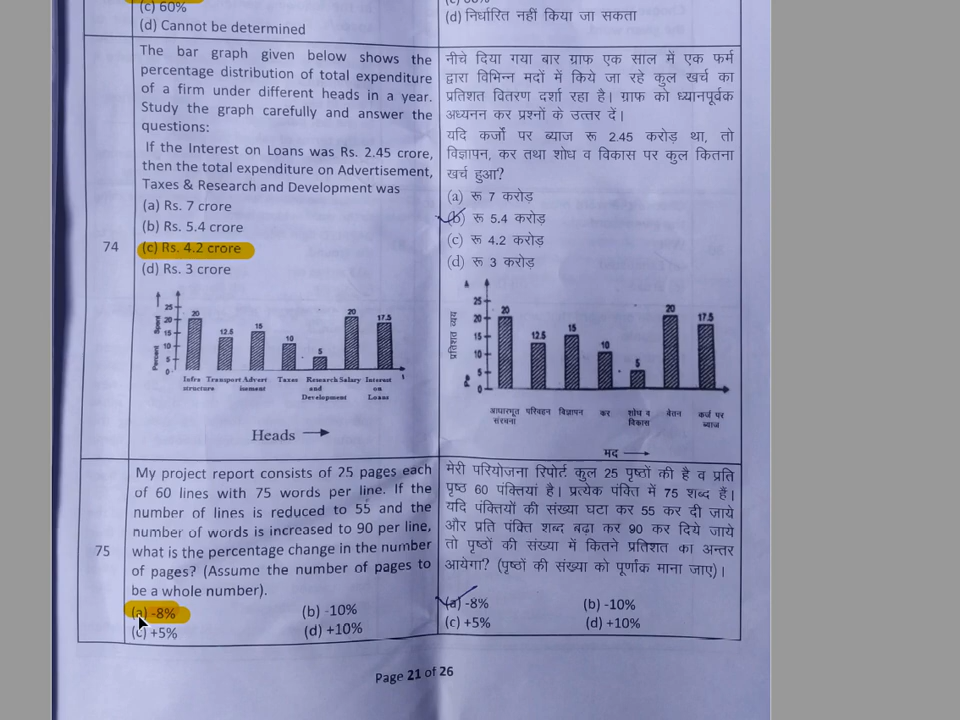 (c) 60%
(d) Cannot be determined
(d) निर्धारित नहीं किया जा सकता
74
The bar graph given below shows the
percentage distribution of total expenditure
of a firm under different heads in a year.
Study the graph carefully and answer the
questions:
If the Interest on Loans was Rs. 2.45 crore,
then the total expenditure on Advertisement,
Taxes & Research and Development was
(a) Rs. 7 crore
(b) Rs. 5.4 crore
(c) Rs. 4.2 crore
(d) Rs. 3 crore
Percent Spent
25
20
15
10
5
0
20
12.5
15
10
5
20
17.5
Infra Transport Advert Taxes Research Salary Interest
structure isement and on
Development Loans
Heads
नीचे दिया गया बार ग्राफ एक साल में एक फर्म
द्वारा विभिन्न मदों में किये जा रहे कुल खर्च का
प्रतिशत वितरण दर्शा रहा है। ग्राफ को ध्यानपूर्वक
अध्यनन कर प्रश्नों के उत्तर दें।
यदि कर्जो पर ब्याज रू 2.45 करोड़ था, तो
विज्ञापन, कर तथा शोध व विकास पर कुल कितना
खर्च हुआ?
(a) रू 7 करोड़
(b) रू 5.4 करोड़
(c) रू 4.2 करोड़
(d) रू 3 करोड़
प्रतिशत व्यय
25
20
15
10
5
0
20
12.5
15
10
5
20
17.5
आधारभूत परिवहन विज्ञापन कर शोध व वेतन कर्ज पर
संरचना विकास ब्याज
मद
75
My project report consists of 25 pages each
of 60 lines with 75 words per line. If the
number of lines is reduced to 55 and the
number of words is increased to 90 per line,
what is the percentage change in the number
of pages? (Assume the number of pages to
be a whole number).
(a) -8% (b) -10%
(c) +5% (d) +10%
मेरी परियोजना रिपोर्ट कुल 25 पृष्ठों की है व प्रति
पृष्ठ 60 पंक्तियां है। प्रत्येक पंक्ति में 75 शब्द हैं।
यदि पंक्तियों की संख्या घटा कर 55 कर दी जाये
और प्रति पंक्ति शब्द बढ़ा कर 90 कर दिये जाये
तो पृष्ठों की संख्या में कितने प्रतिशत का अन्तर
आयेगा? (पृष्ठों की संख्या को पूर्णांक माना जाए)।
(a) -8% (b) -10%
(c) +5% (d) +10%
Page 21 of 26